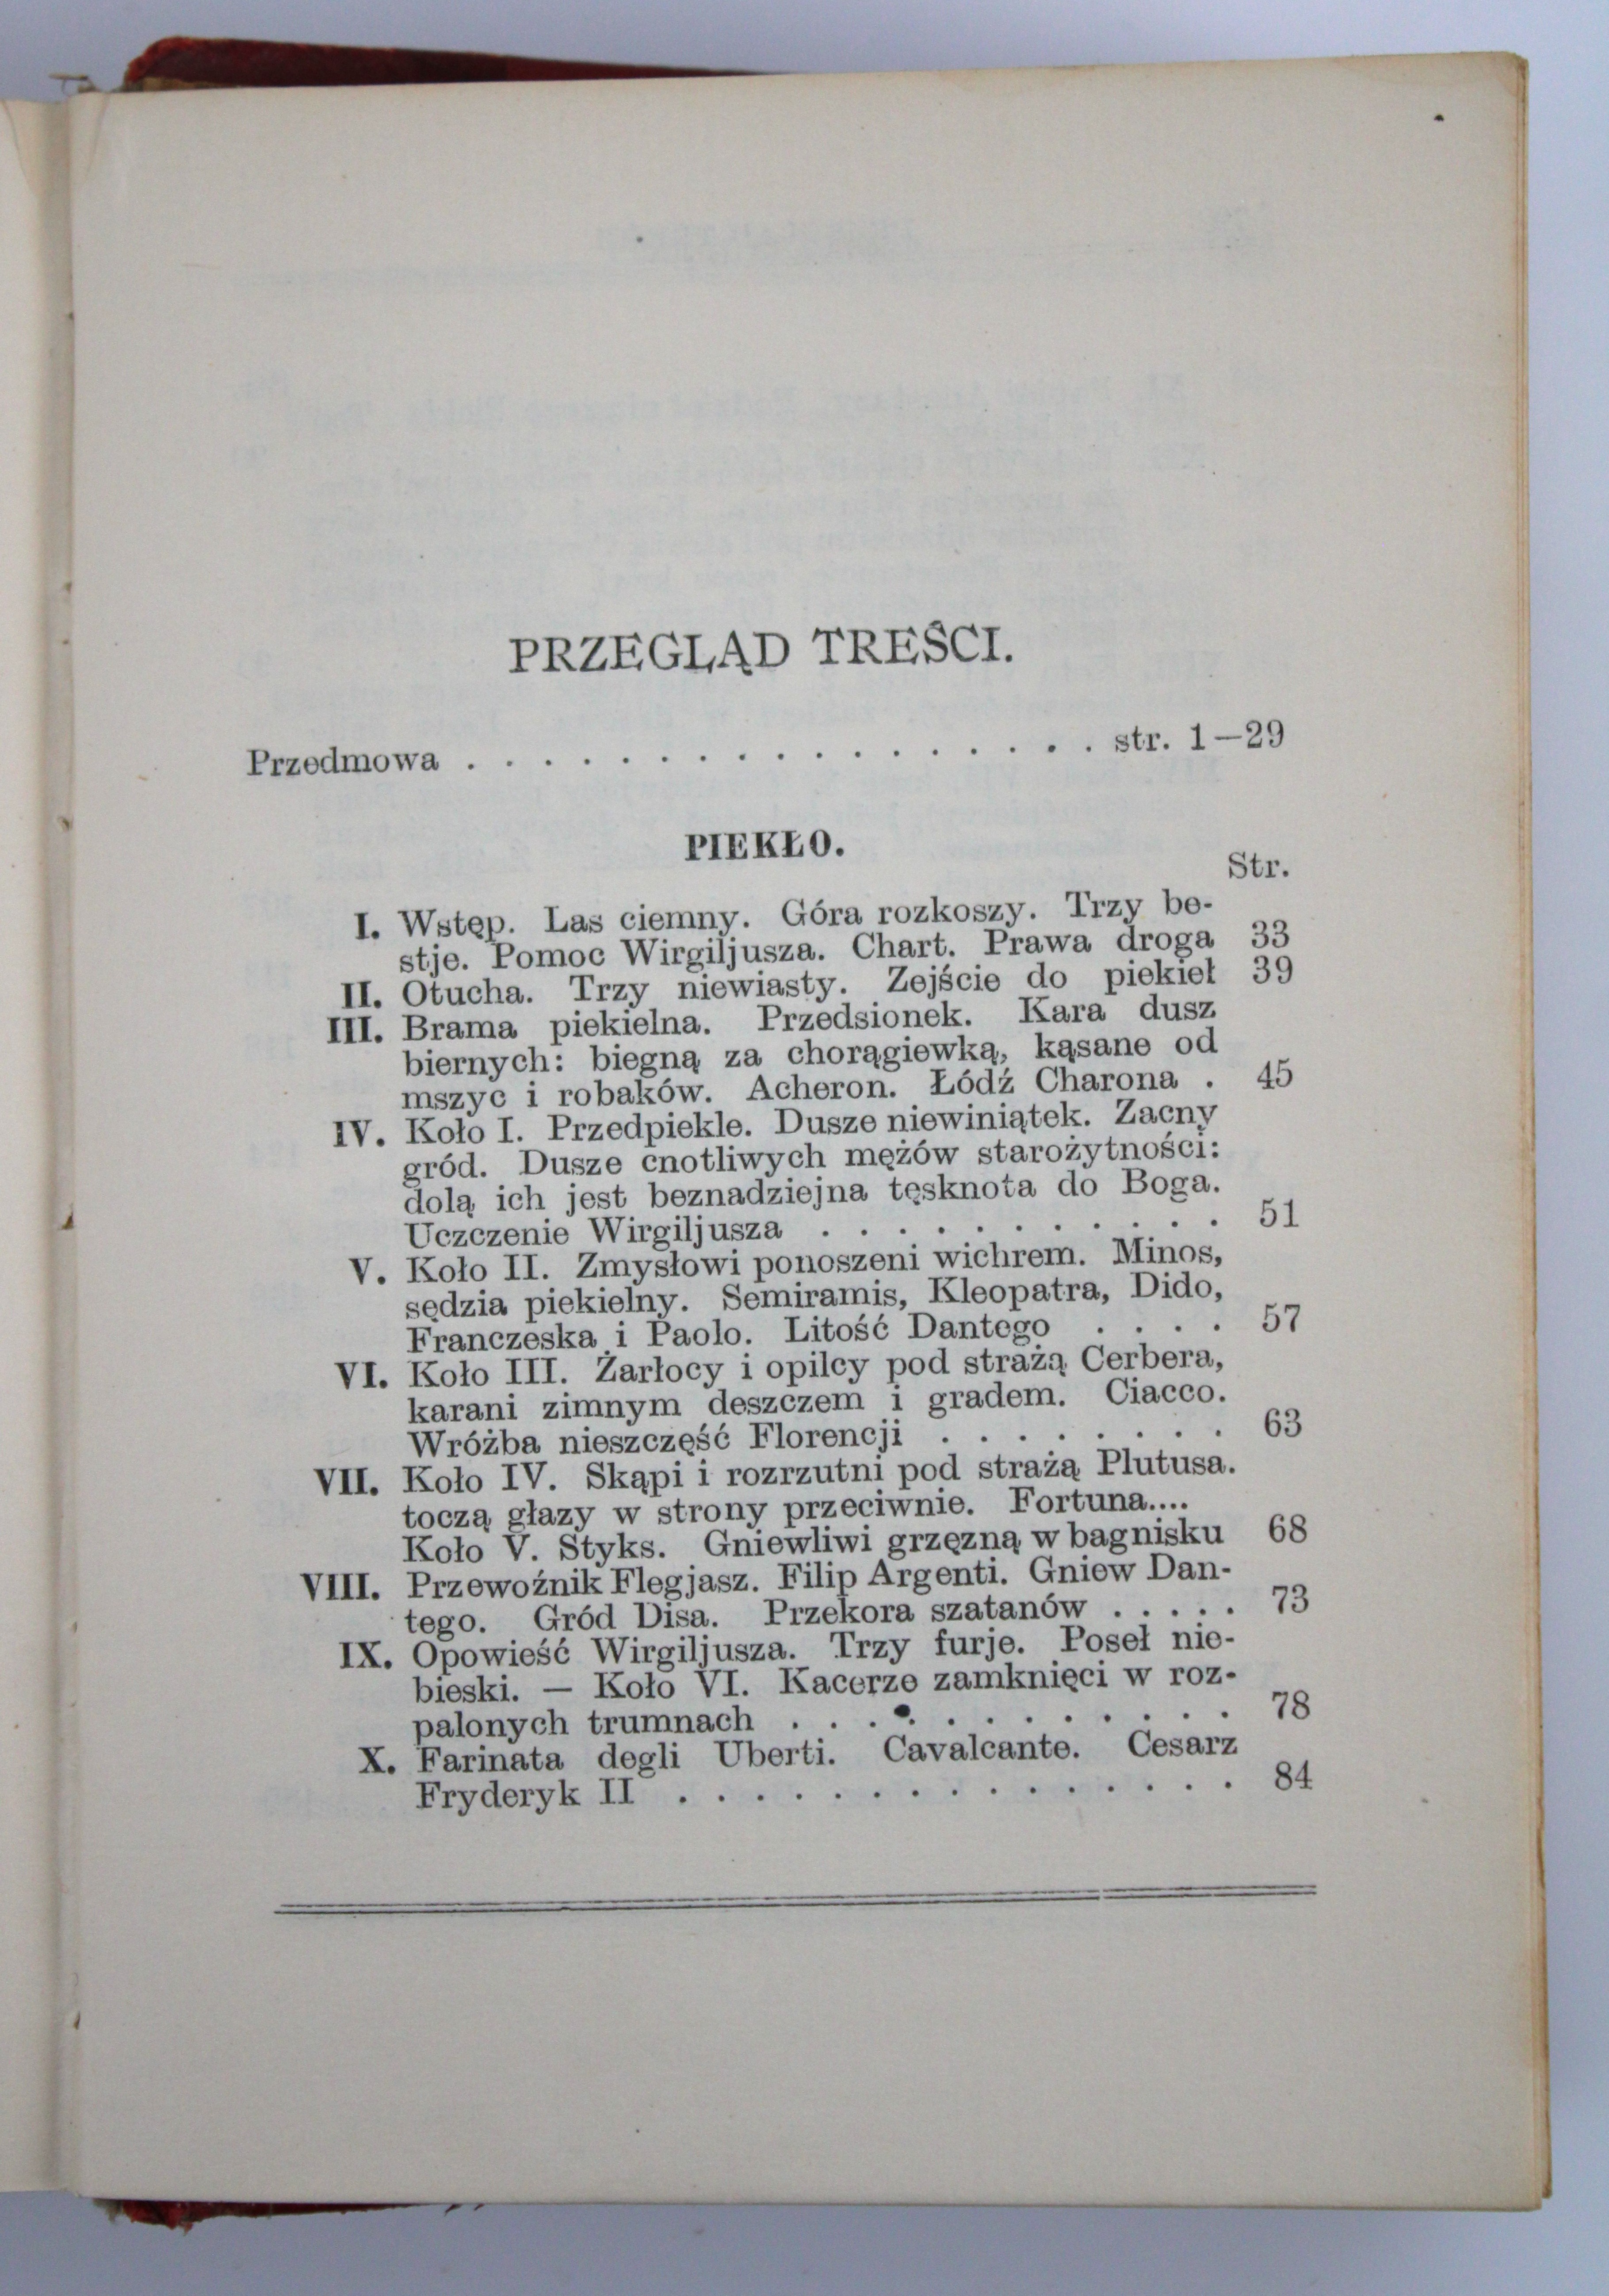 PRZEGLĄD TREŚCI.
Przedmowa . . . . . . . . . . . . . . . . . str. 1—29
PIEKŁO.
Str.
I. Wstęp. Las ciemny. Góra rozkoszy. Trzy be-
stje. Pomoc Wirgiljusza. Chart. Prawa droga 33
II. Otucha. Trzy niewiasty. Zejście do piekieł 39
III. Brama piekielna. Przedsionek. Kara dusz
biernych: biegną za chorągiewką, kąsane od
mszyc i robaków. Acheron. Łódź Charona . 45
IV. Koło I. Przedpiekle. Dusze niewiniątek. Zacny
gród. Dusze cnotliwych mężów starożytności:
dolą ich jest beznadziejna tęsknota do Boga.
Uczczenie Wirgiljusza . . . . . . . . . . . 51
V. Koło II. Zmysłowi ponoszeni wichrem. Minos,
sędzia piekielny. Semiramis, Kleopatra, Dido,
Franczeska i Paolo. Litość Dantego . . . . 57
VI. Koło III. Żarłocy i opilcy pod strażą Cerbera,
karani zimnym deszczem i gradem. Ciacco.
Wróżba nieszczęść Florencji . . . . . . . . 63
VII. Koło IV. Skąpi i rozrzutni pod strażą Plutusa.
toczą głazy w strony przeciwnie. Fortuna....
Koło V. Styks. Gniewliwi grzęzną w bagnisku 68
VIII. Przewoźnik Flegjasz. Filip Argenti. Gniew Dan-
tego. Gród Disa. Przekora szatanów . . . . . 73
IX. Opowieść Wirgiljusza. Trzy furje. Poseł nie-
bieski. — Koło VI. Kacerze zamknięci w roz-
palonych trumnach . . . . . . . . . . . . 78
X. Farinata degli Uberti. Cavalcante. Cesarz
Fryderyk II . . . . . . . . . . . . . . . 84